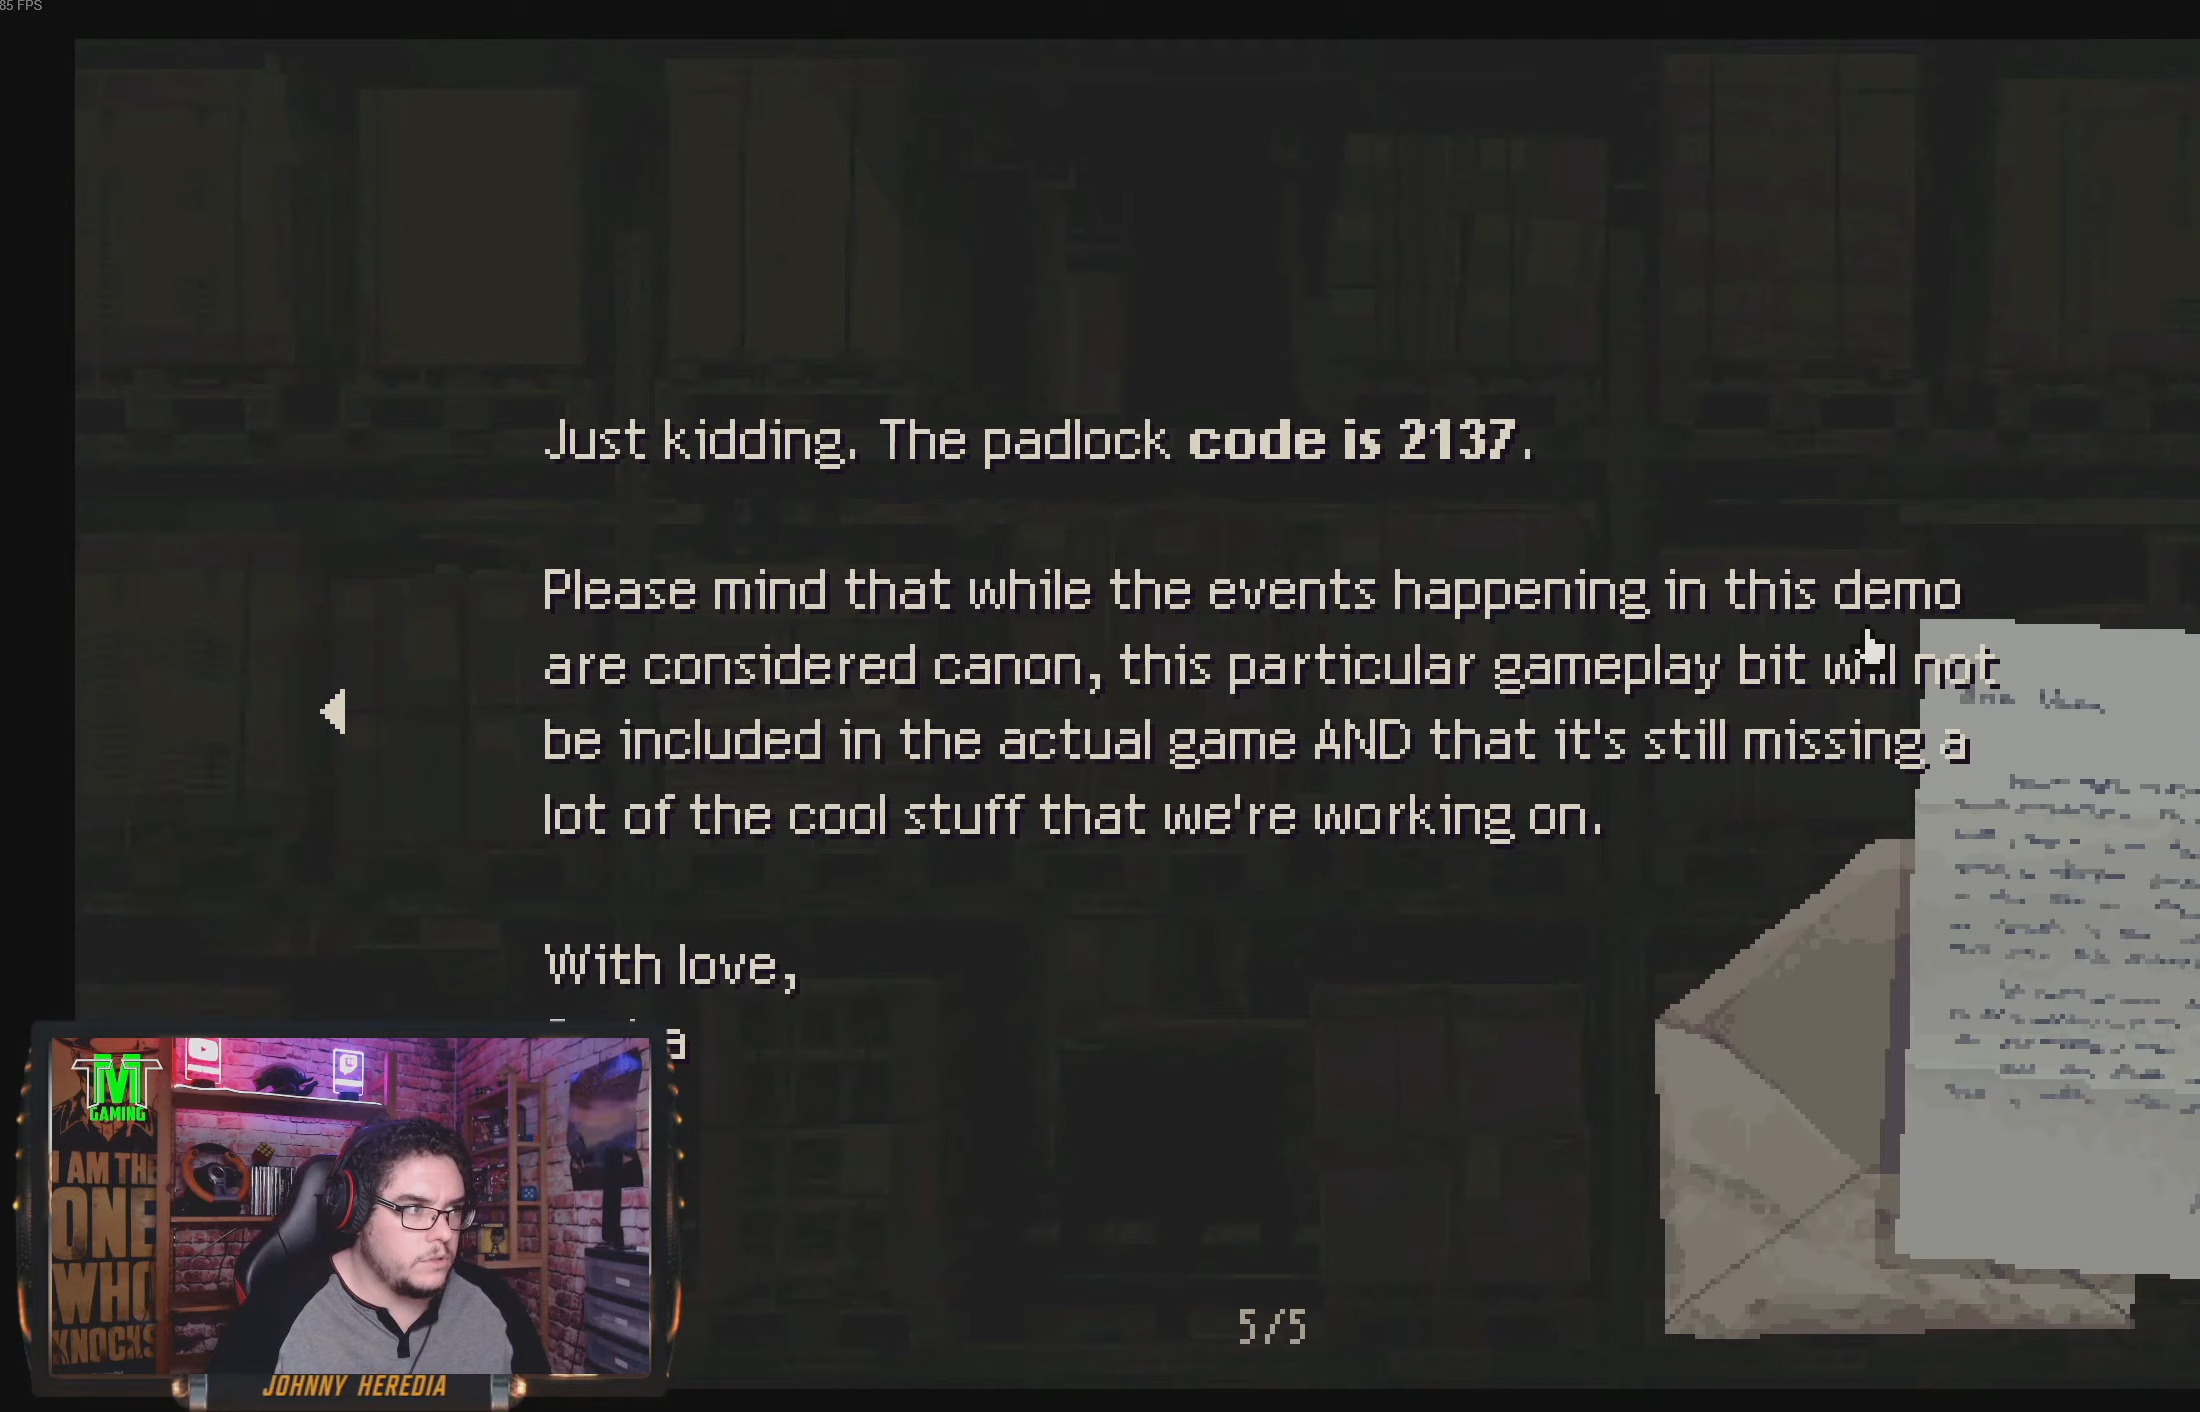 85 FPS
Just kidding. The padlock code is 2137.
Please mind that while the events happening in this demo
are considered canon, this particular gameplay bit will not
be included in the actual game AND that it's still missing a
lot of the cool stuff that we're working on.
With love,
GAMING
I AM THE
ONE
WHO
KNOCKS
JOHNNY HEREDIA
5/5